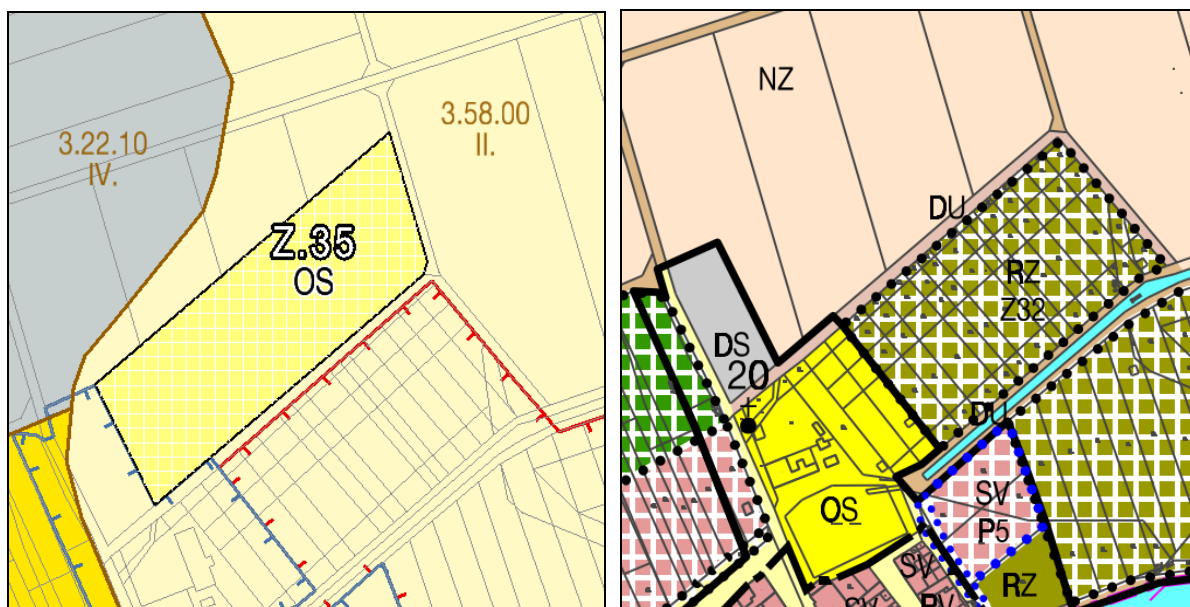 3.22.10
IV.
3.58.00
II.
Z.35
OS
NZ
DU
RZ
Z32
DS
20
DU
OS
SV
P5
SV
RZ
SV